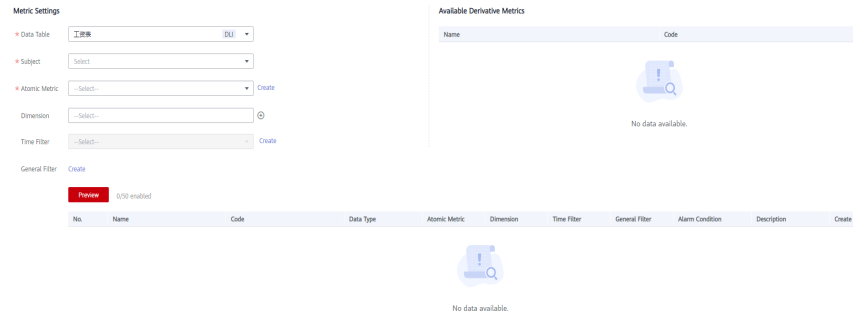 Metric Settings
Available Derivative Metrics
* Data Table 工资表 DLI
Name Code
* Subject Select
* Atomic Metric --Select-- Create
Dimension --Select--
No data available.
Time Filter --Select-- Create
General Filter Create
Preview 0/50 enabled
No. Name Code Data Type Atomic Metric Dimension Time Filter General Filter Alarm Condition Description Create
No data available.